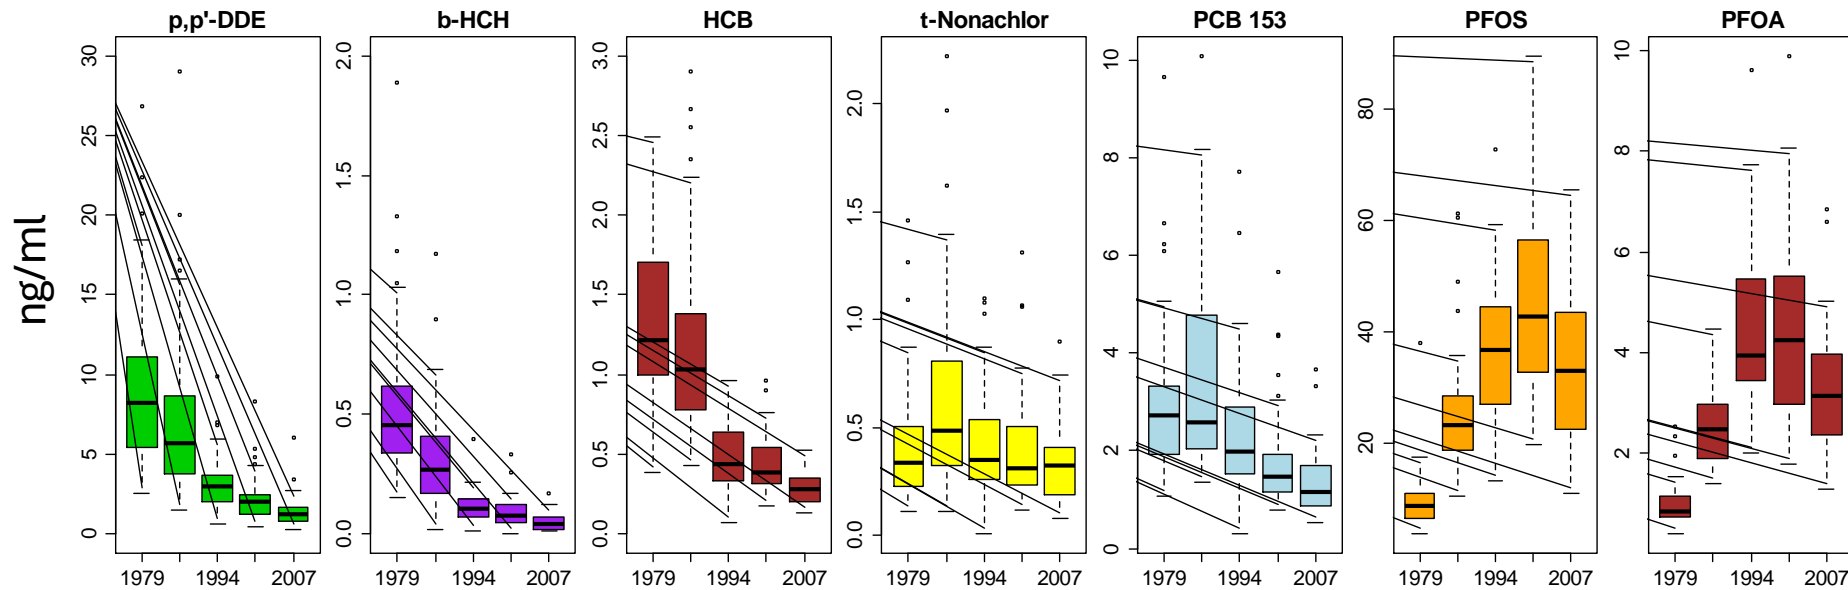 p,p'-DDE b-HCH HCB t-Nonachlor PCB 153 PFOS PFOA
ng/ml
30 25 20 15 10 5 0
2.0 1.5 1.0 0.5 0.0
3.0 2.5 2.0 1.5 1.0 0.5 0.0
2.0 1.5 1.0 0.5 0.0
10 8 6 4 2 0
80 60 40 20
10 8 6 4 2
1979 1994 2007 1979 1994 2007 1979 1994 2007 1979 1994 2007 1979 1994 2007 1979 1994 2007 1979 1994 2007